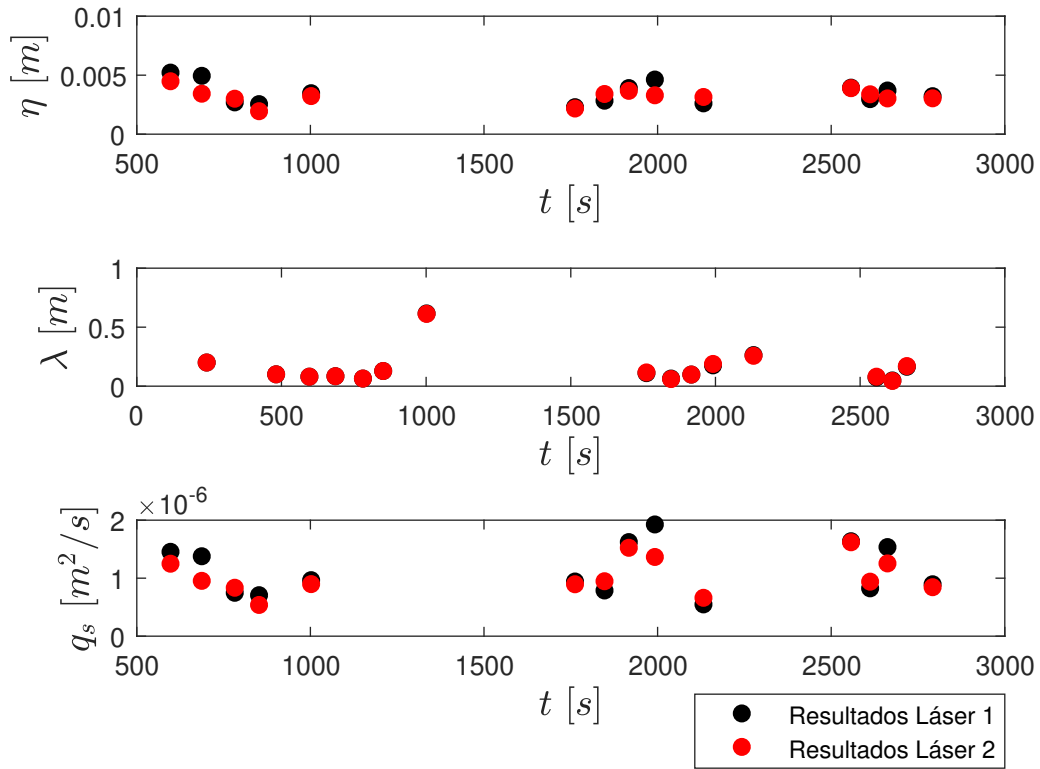 0.01
0.005
0
η [m]
500 1000 1500 2000 2500 3000
t [s]
1
0.5
0
λ [m]
0 500 1000 1500 2000 2500 3000
t [s]
×10-6
2
1
0
qs [m2/s]
500 1000 1500 2000 2500 3000
t [s]
Resultados Láser 1
Resultados Láser 2